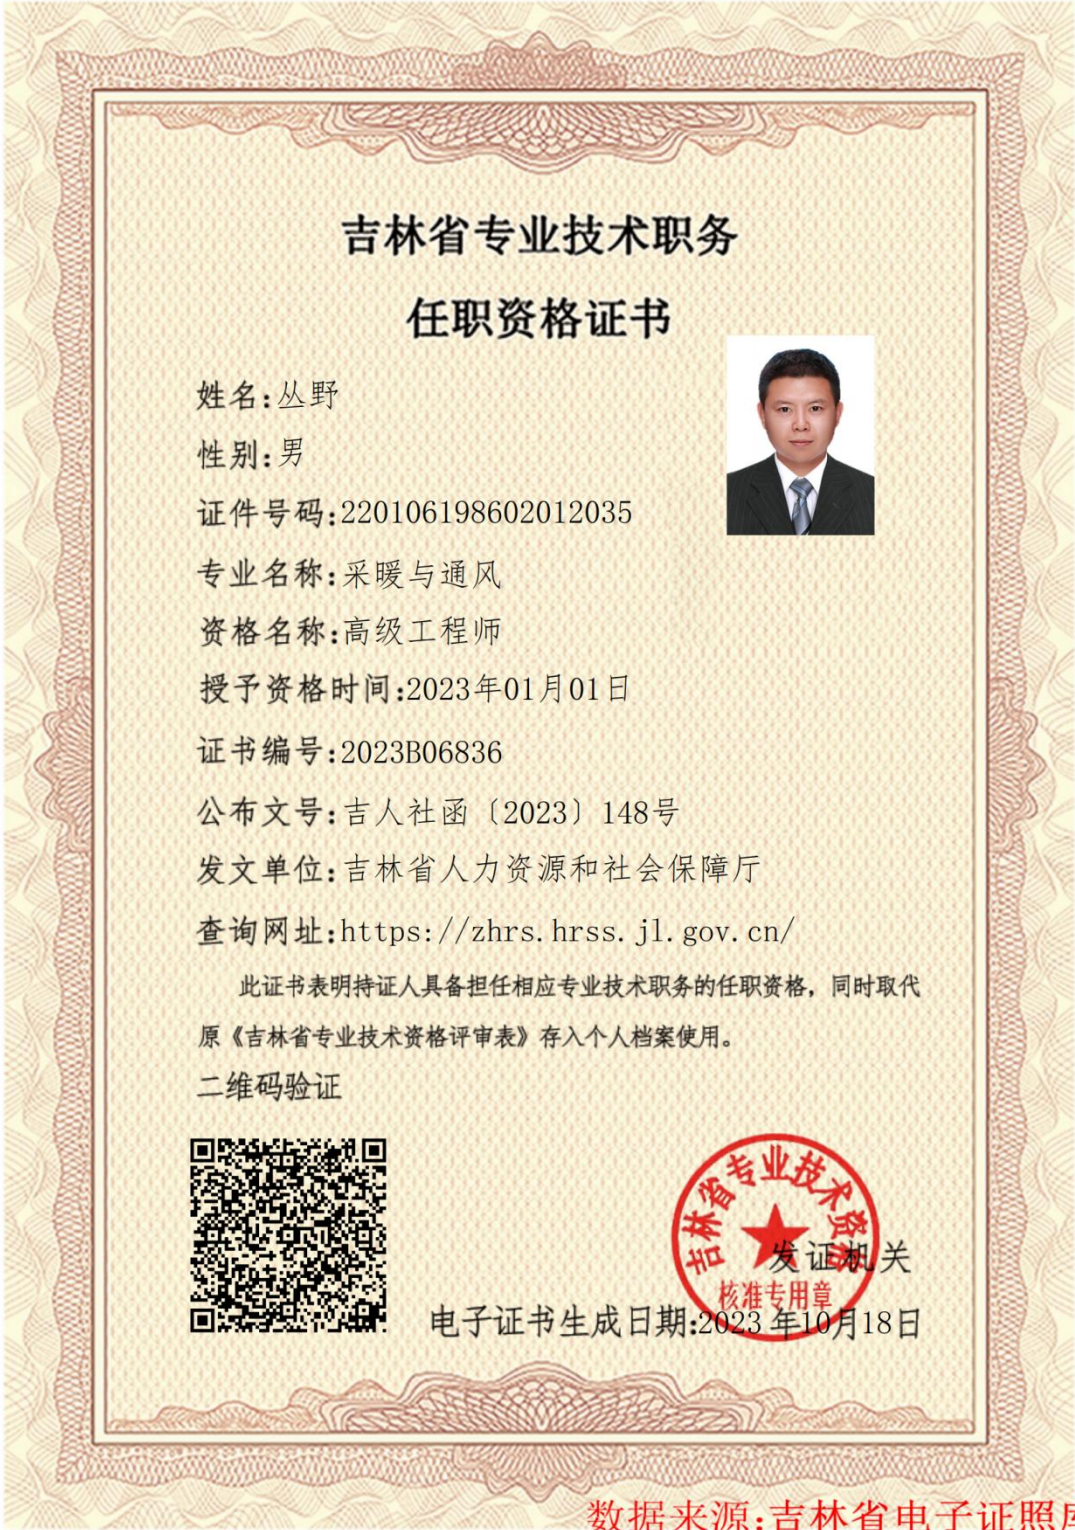 吉林省专业技术职务
任职资格证书
姓名:丛野
性别:男
证件号码:220106198602012035
专业名称:采暖与通风
资格名称:高级工程师
授予资格时间:2023年01月01日
证书编号:2023B06836
公布文号:吉人社函〔2023〕148号
发文单位:吉林省人力资源和社会保障厅
查询网址:https://zhrs.hrss.jl.gov.cn/
此证书表明持证人具备担任相应专业技术职务的任职资格，同时取代
原《吉林省专业技术资格评审表》存入个人档案使用。
二维码验证
吉林省专业技术资格
核准专用章
发证机关
电子证书生成日期:2023年10月18日
数据来源:吉林省电子证照库